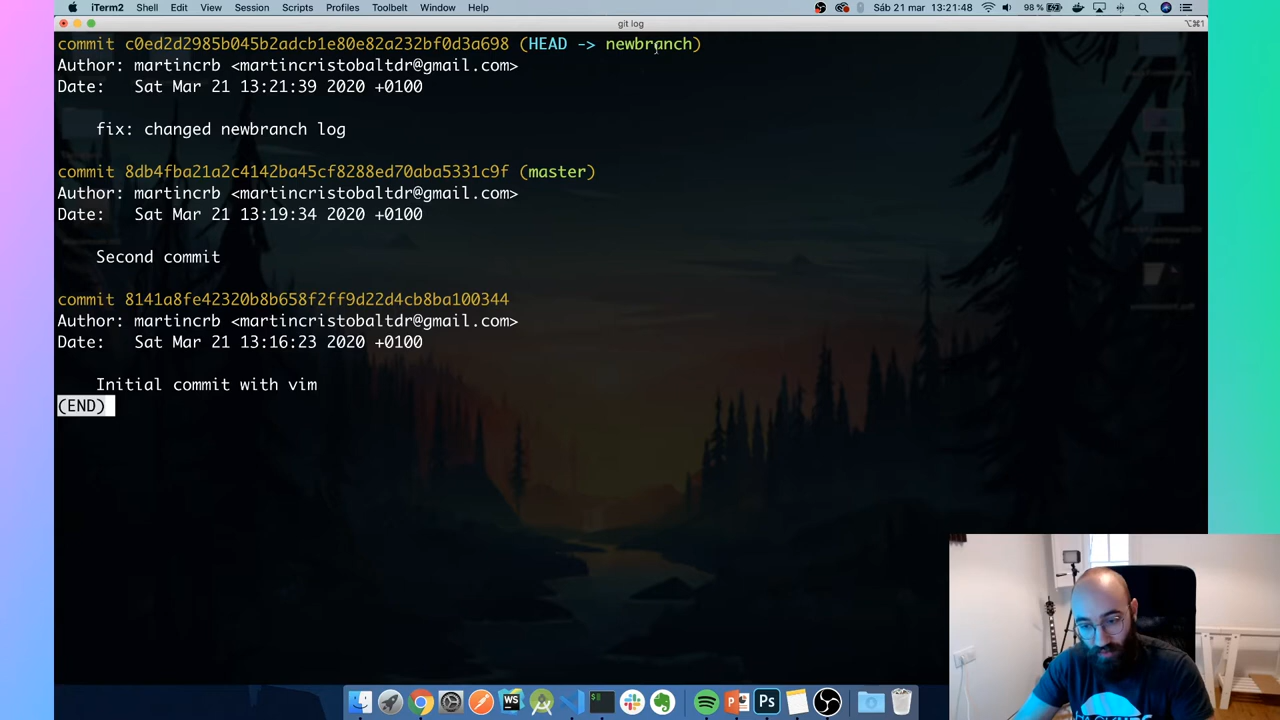 iTerm2 Shell Edit View Session Scripts Profiles Toolbelt Window Help
98 % Sáb 21 mar 13:21:48
git log
⌥⌘1
commit c0ed2d2985b045b2adcb1e80e82a232bf0d3a698 (HEAD -> newbranch)
Author: martincrb <martincristobaltdr@gmail.com>
Date:   Sat Mar 21 13:21:39 2020 +0100
fix: changed newbranch log
commit 8db4fba21a2c4142ba45cf8288ed70aba5331c9f (master)
Author: martincrb <martincristobaltdr@gmail.com>
Date:   Sat Mar 21 13:19:34 2020 +0100
Second commit
commit 8141a8fe42320b8b658f2ff9d22d4cb8ba100344
Author: martincrb <martincristobaltdr@gmail.com>
Date:   Sat Mar 21 13:16:23 2020 +0100
Initial commit with vim
(END)
WS
Ps